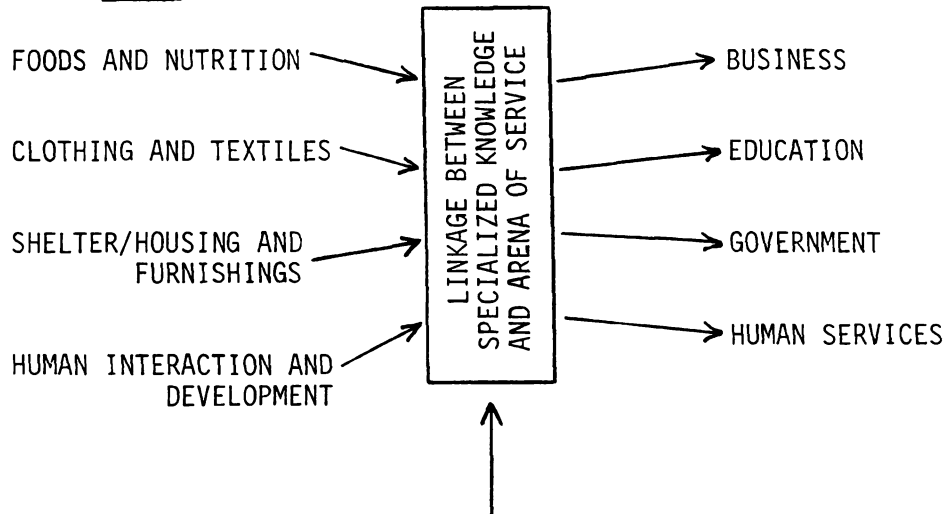 FOODS AND NUTRITION
CLOTHING AND TEXTILES
SHELTER/HOUSING AND
FURNISHINGS
HUMAN INTERACTION AND
DEVELOPMENT
LINKAGE BETWEEN
SPECIALIZED KNOWLEDGE
AND ARENA OF SERVICE
BUSINESS
EDUCATION
GOVERNMENT
HUMAN SERVICES